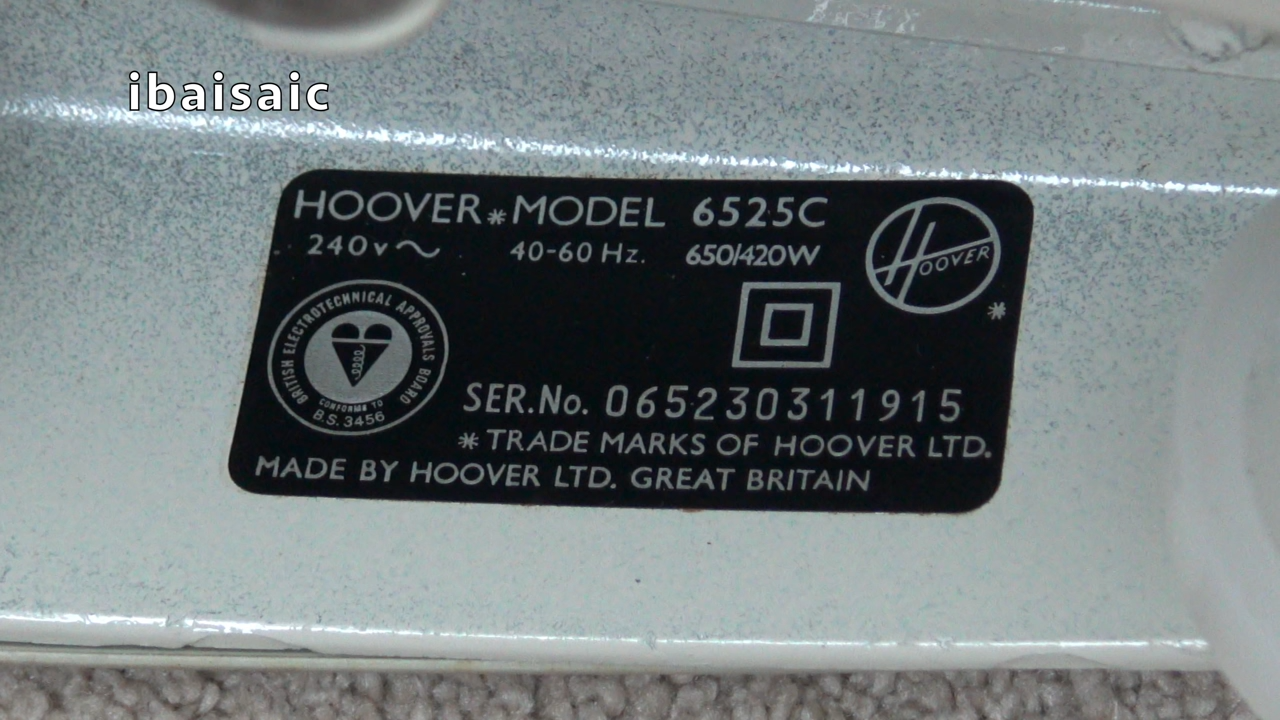 ibaisaic
HOOVER * MODEL 6525C
240v ~ 40-60 Hz. 650/420W
HOOVER
*
BRITISH ELECTROTECHNICAL APPROVALS BOARD
CONFORMS TO
B.S. 3456
SER.No. 065230311915
* TRADE MARKS OF HOOVER LTD.
MADE BY HOOVER LTD. GREAT BRITAIN